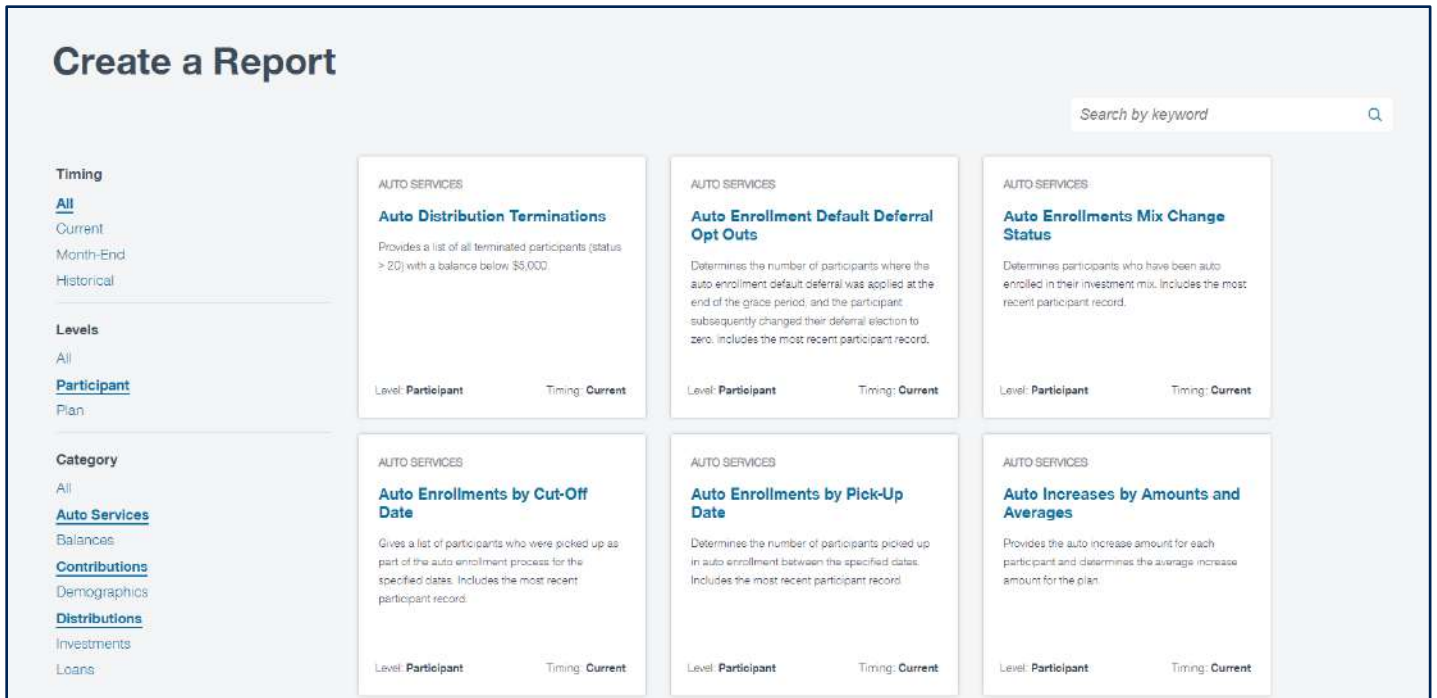 Create a Report
Search by keyword
Timing
All
Current
Month-End
Historical
Levels
All
Participant
Plan
Category
All
Auto Services
Balances
Contributions
Demographics
Distributions
Investments
Loans
AUTO SERVICES
Auto Distribution Terminations
Provides a list of all terminated participants (status
> 20) with a balance below $5,000.
Level: Participant Timing: Current
AUTO SERVICES
Auto Enrollment Default Deferral
Opt Outs
Determines the number of participants where the
auto enrollment default deferral was applied at the
end of the grace period, and the participant
subsequently changed their deferral election to
zero. Includes the most recent participant record.
Level: Participant Timing: Current
AUTO SERVICES
Auto Enrollments Mix Change
Status
Determines participants who have been auto
enrolled in their investment mix. Includes the most
recent participant record.
Level: Participant Timing: Current
AUTO SERVICES
Auto Enrollments by Cut-Off
Date
Gives a list of participants who were picked up as
part of the auto enrollment process for the
specified dates. Includes the most recent
participant record.
Level: Participant Timing: Current
AUTO SERVICES
Auto Enrollments by Pick-Up
Date
Determines the number of participants picked up
in auto enrollment between the specified dates.
Includes the most recent participant record
Level: Participant Timing: Current
AUTO SERVICES
Auto Increases by Amounts and
Averages
Provides the auto increase amount for each
participant and determines the average increase
amount for the plan
Level: Participant Timing: Current